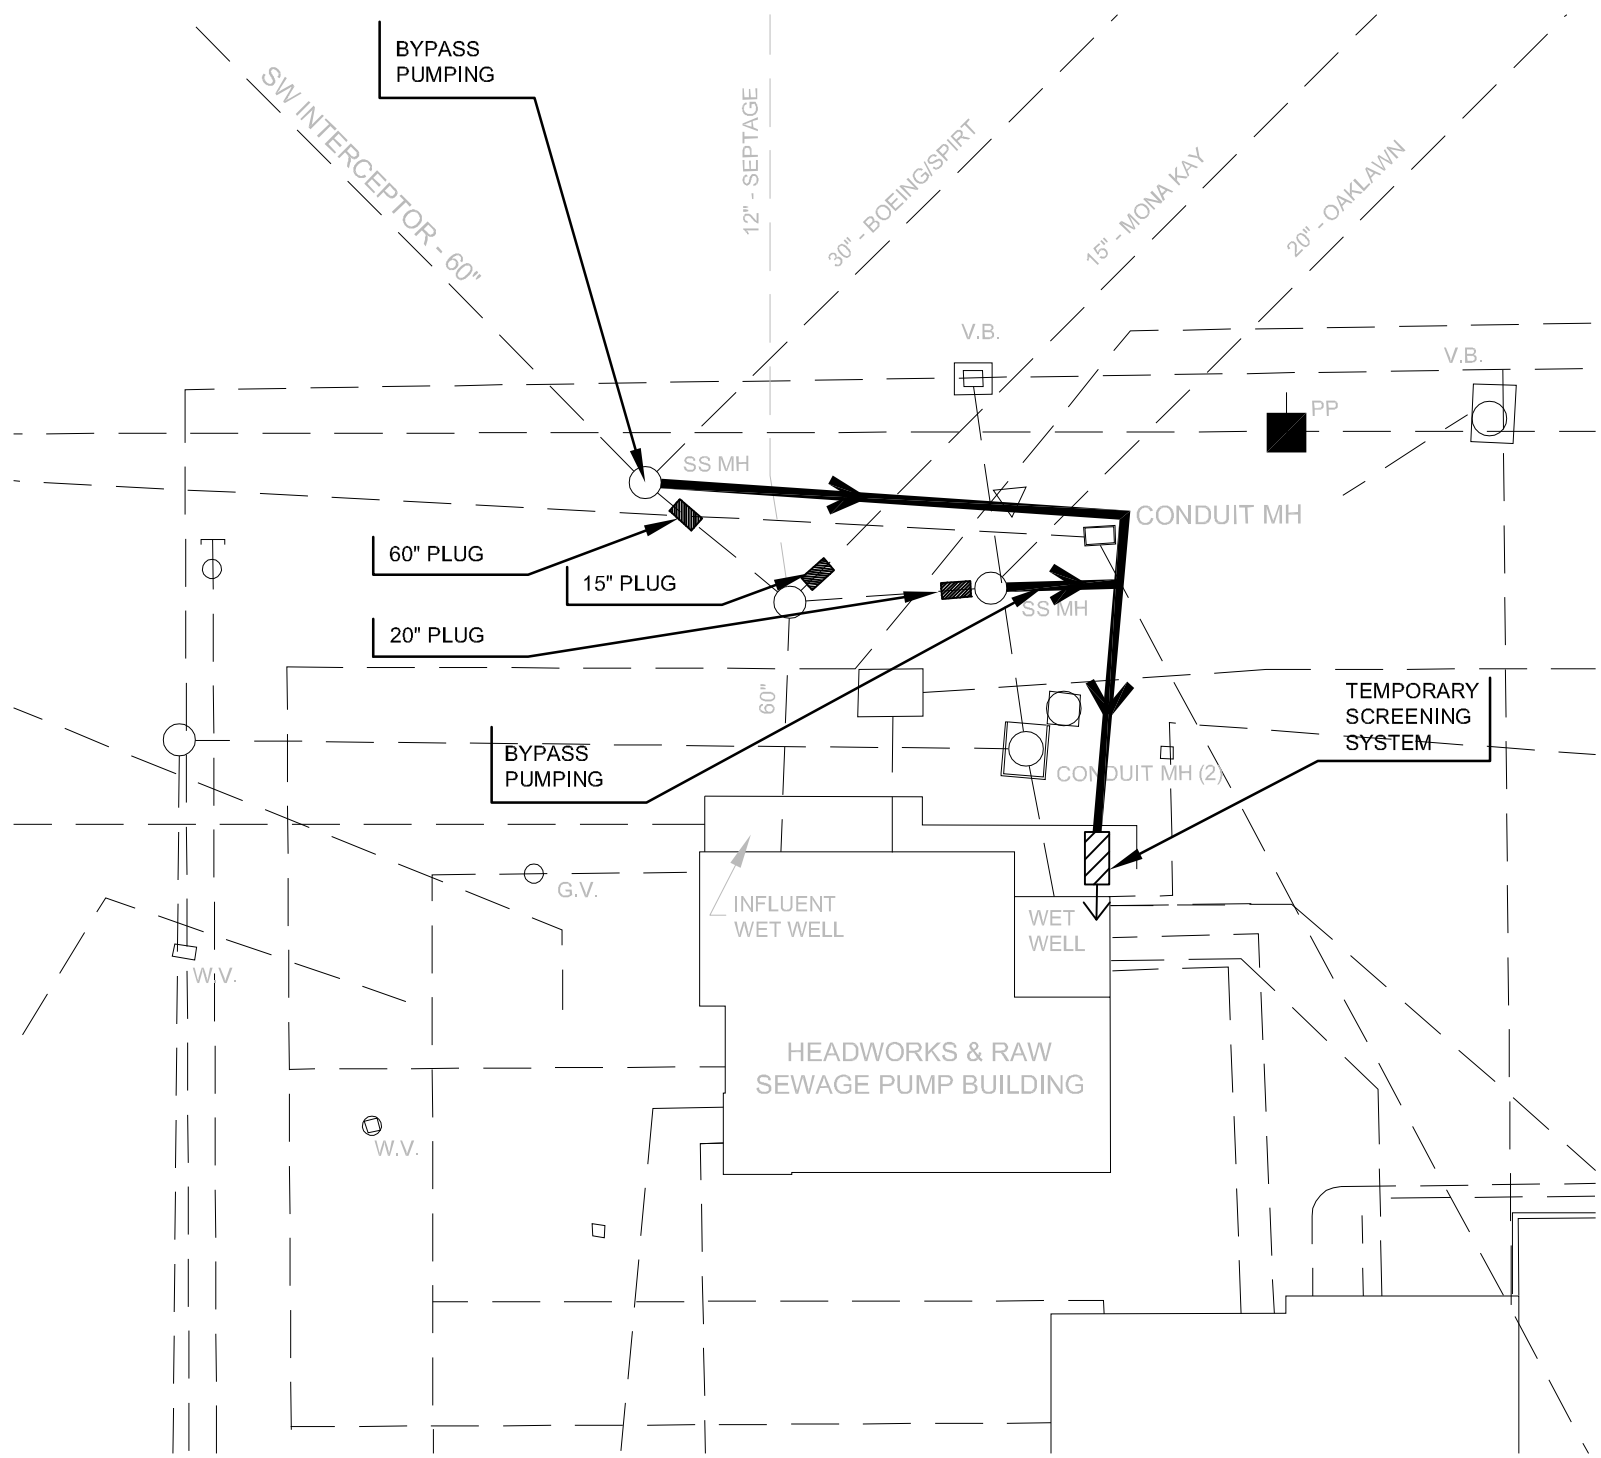 BYPASS
PUMPING
SW INTERCEPTOR - 60"
12" - SEPTAGE
30" - BOEING/SPIRT
15" - MONA KAY
20" - OAKLAWN
V.B.
V.B.
PP
SS MH
CONDUIT MH
60" PLUG
15" PLUG
SS MH
20" PLUG
60"
TEMPORARY
SCREENING
SYSTEM
BYPASS
PUMPING
CONDUIT MH (2)
G.V.
INFLUENT
WET WELL
WET
WELL
W.V.
HEADWORKS & RAW
SEWAGE PUMP BUILDING
W.V.